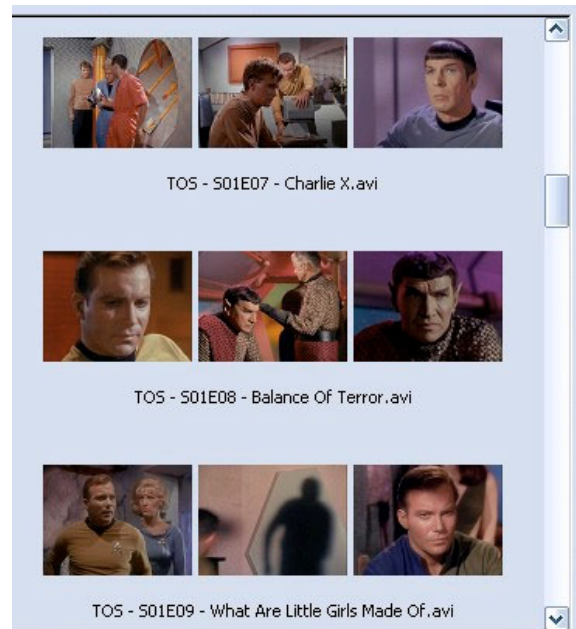 TOS - S01E07 - Charlie X.avi
TOS - S01E08 - Balance Of Terror.avi
TOS - S01E09 - What Are Little Girls Made Of.avi